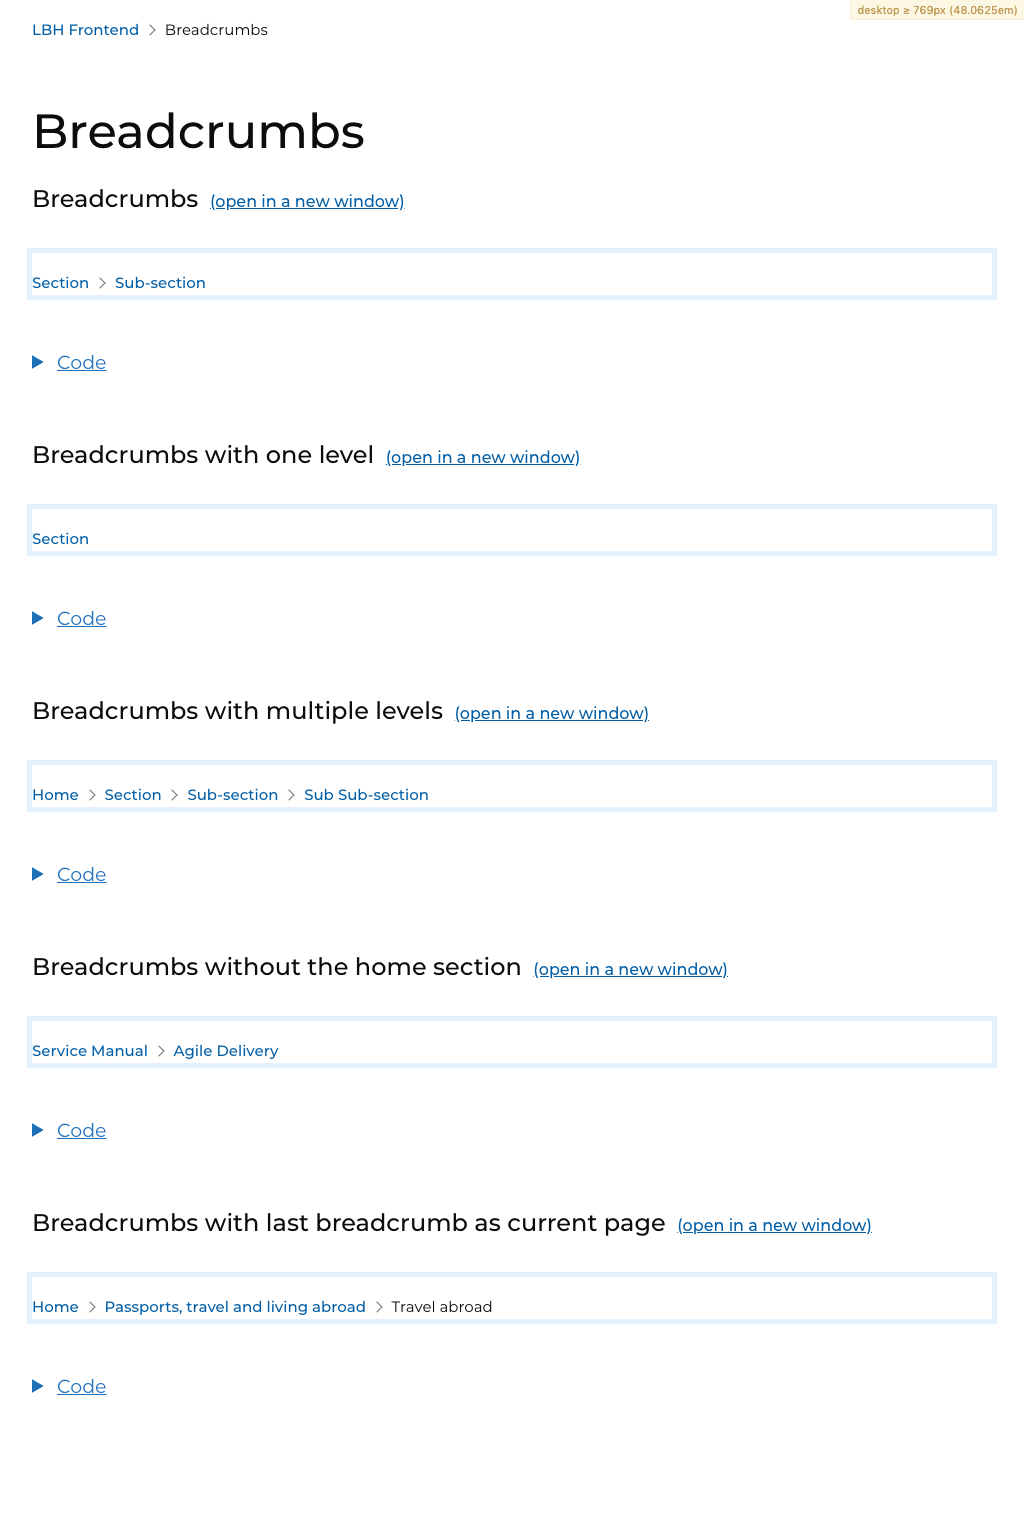 desktop ≥ 769px (48.0625em)
LBH Frontend > Breadcrumbs
Breadcrumbs
Breadcrumbs (open in a new window)
Section > Sub-section
Code
Breadcrumbs with one level (open in a new window)
Section
Code
Breadcrumbs with multiple levels (open in a new window)
Home > Section > Sub-section > Sub Sub-section
Code
Breadcrumbs without the home section (open in a new window)
Service Manual > Agile Delivery
Code
Breadcrumbs with last breadcrumb as current page (open in a new window)
Home > Passports, travel and living abroad > Travel abroad
Code